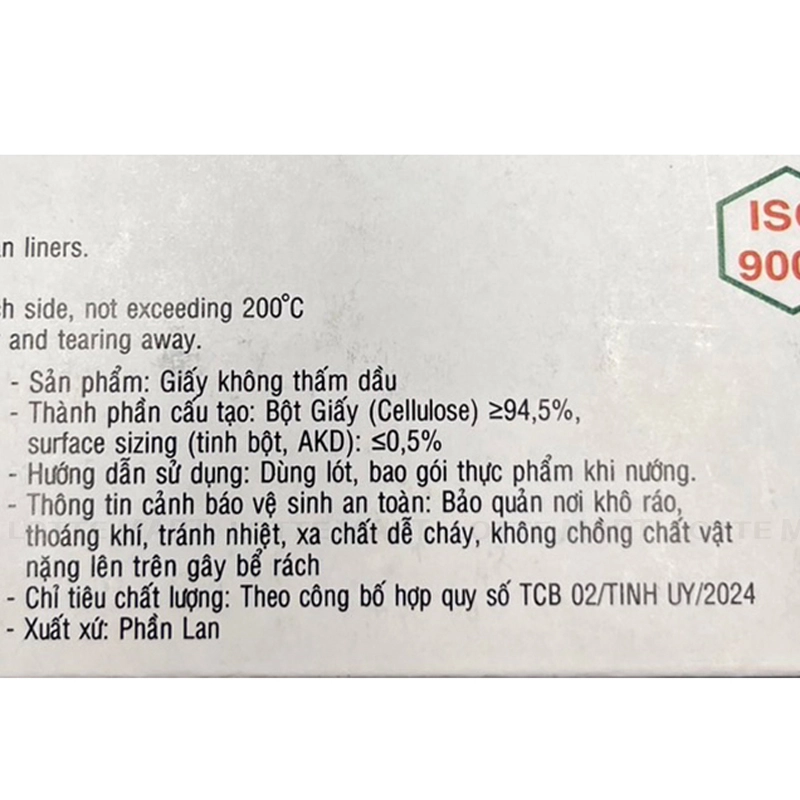 ISO
900
n liners.
h side, not exceeding 200°C
and tearing away.
- Sản phẩm: Giấy không thấm dầu
- Thành phần cấu tạo: Bột Giấy (Cellulose) ≥94,5%,
surface sizing (tinh bột, AKD): ≤0,5%
- Hướng dẫn sử dụng: Dùng lót, bao gói thực phẩm khi nướng.
- Thông tin cảnh báo vệ sinh an toàn: Bảo quản nơi khô ráo,
thoáng khí, tránh nhiệt, xa chất dễ cháy, không chồng chất vật
nặng lên trên gây bể rách
- Chỉ tiêu chất lượng: Theo công bố hợp quy số TCB 02/TINH UY/2024
- Xuất xứ: Phần Lan